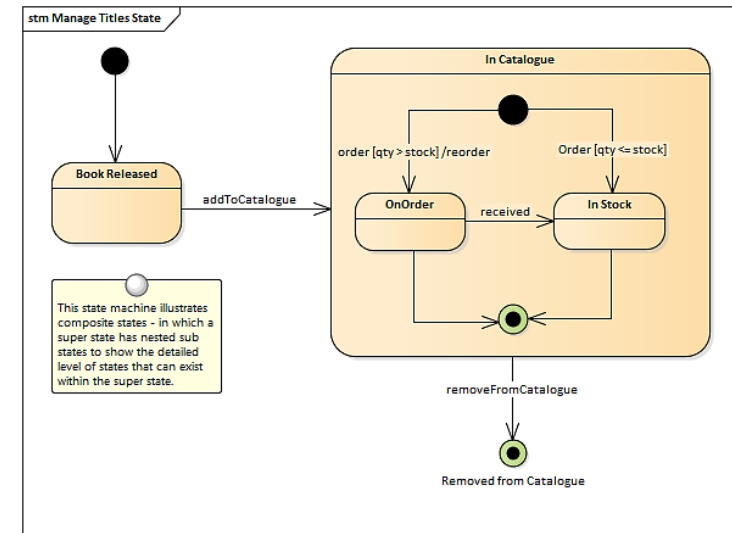 stm Manage Titles State
In Catalogue
order [qty > stock] /reorder
Order [qty <= stock]
Book Released
addToCatalogue
OnOrder
received
In Stock
This state machine illustrates
composite states - in which a
super state has nested sub
states to show the detailed
level of states that can exist
within the super state.
removeFromCatalogue
Removed from Catalogue